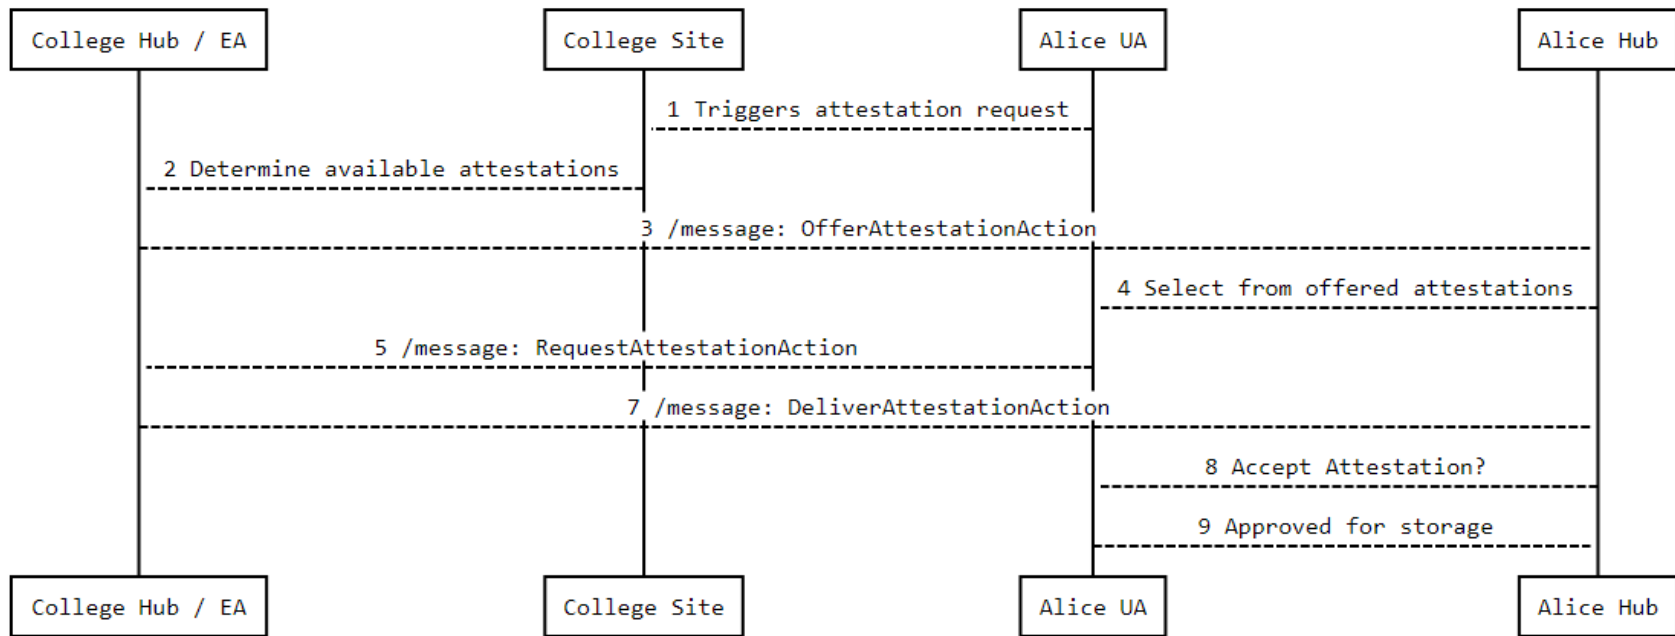 College Hub / EA
College Site
Alice UA
Alice Hub
1 Triggers attestation request
2 Determine available attestations
3 /message: OfferAttestationAction
4 Select from offered attestations
5 /message: RequestAttestationAction
7 /message: DeliverAttestationAction
8 Accept Attestation?
9 Approved for storage
College Hub / EA
College Site
Alice UA
Alice Hub